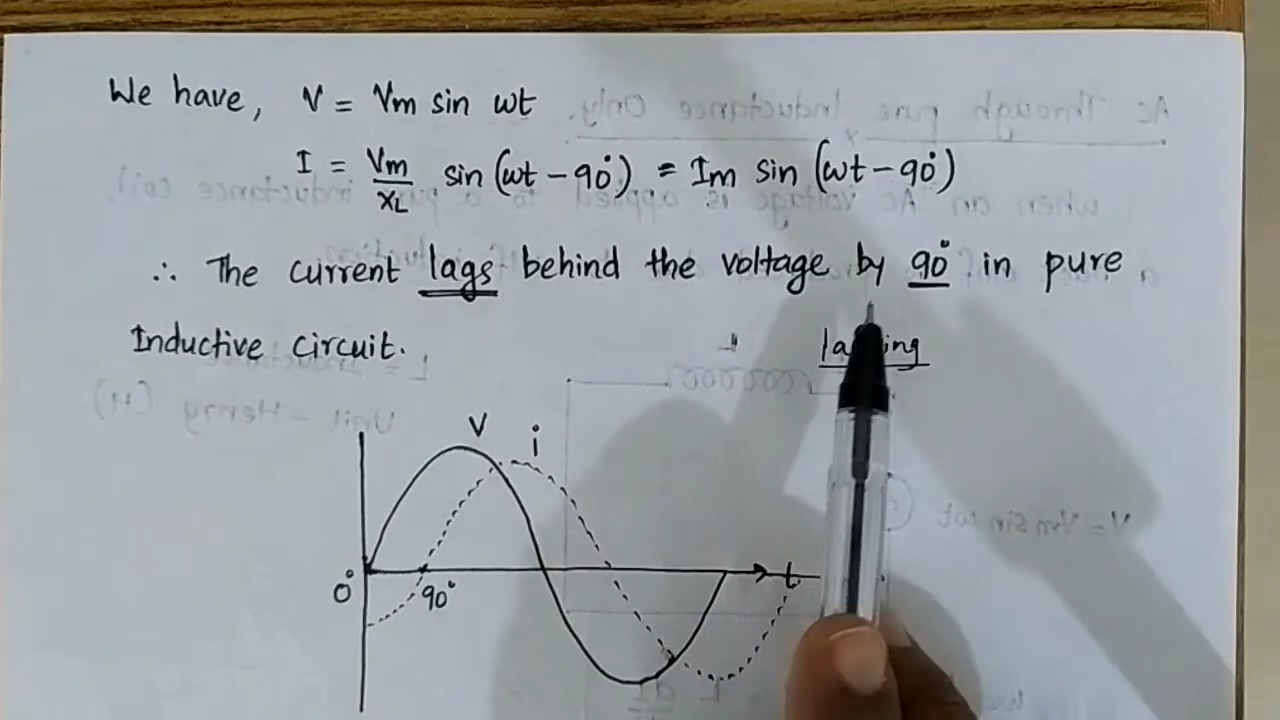 We have, V = Vm sin ωt
I = Vm/XL sin (ωt - 90°) = Im sin (ωt - 90°)
∴ The current lags behind the voltage by 90° in pure
Inductive circuit.
V i
0° 90° t